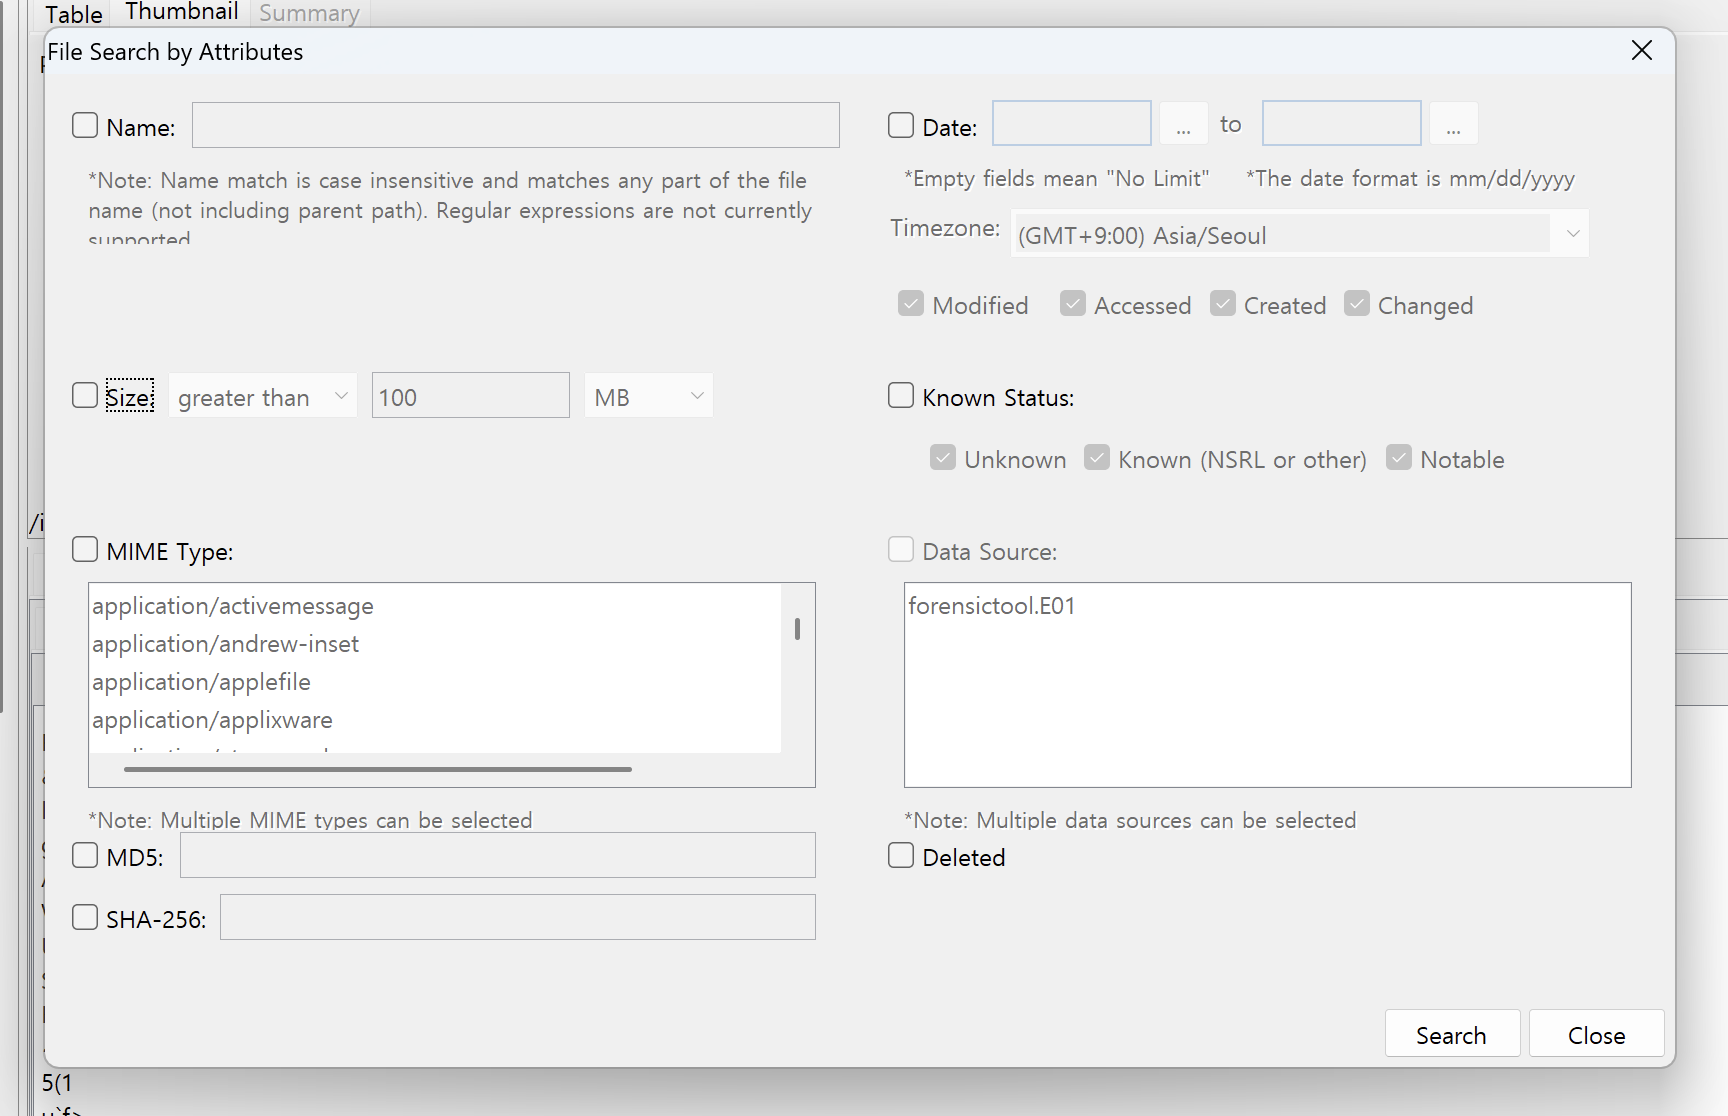 Table Thumbnail Summary
File Search by Attributes
Name:
*Note: Name match is case insensitive and matches any part of the file
name (not including parent path). Regular expressions are not currently
supported
Date: ... to ...
*Empty fields mean "No Limit" *The date format is mm/dd/yyyy
Timezone: (GMT+9:00) Asia/Seoul
Modified Accessed Created Changed
Size: greater than 100 MB
Known Status:
Unknown Known (NSRL or other) Notable
/i
MIME Type:
application/activemessage
application/andrew-inset
application/applefile
application/applixware
*Note: Multiple MIME types can be selected
Data Source:
forensictool.E01
*Note: Multiple data sources can be selected
MD5:
Deleted
SHA-256:
Search Close
5(1